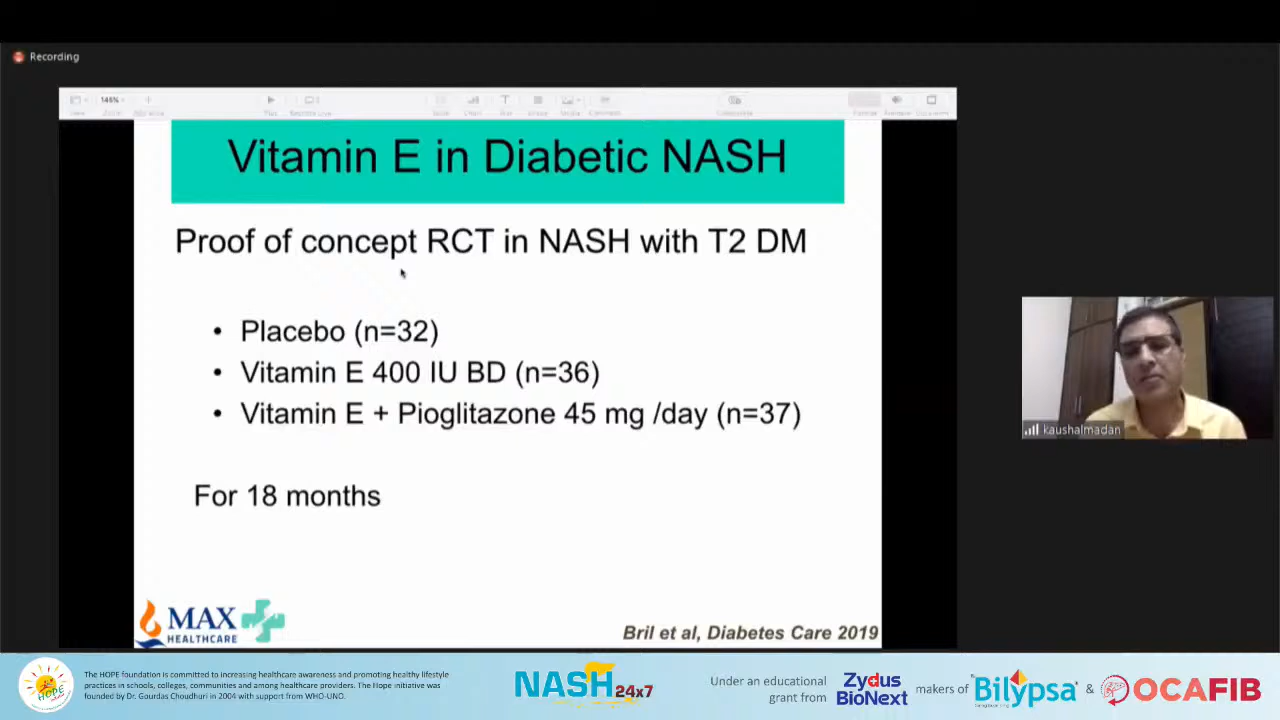 Recording
146%
Vitamin E in Diabetic NASH
Proof of concept RCT in NASH with T2 DM
• Placebo (n=32)
• Vitamin E 400 IU BD (n=36)
• Vitamin E + Pioglitazone 45 mg /day (n=37)
For 18 months
MAX
HEALTHCARE
Bril et al, Diabetes Care 2019
kaushalmadan
HOPE
The HOPE foundation is committed to increasing healthcare awareness and promoting healthy lifestyle
practices in schools, colleges, communities and among healthcare providers. The Hope initiative was
founded by Dr. Gourdas Choudhuri in 2004 with support from WHO-UNO.
NASH 24x7
Under an educational
grant from
Zydus
BioNext
makers of
Bilypsa
&
OCAFIB